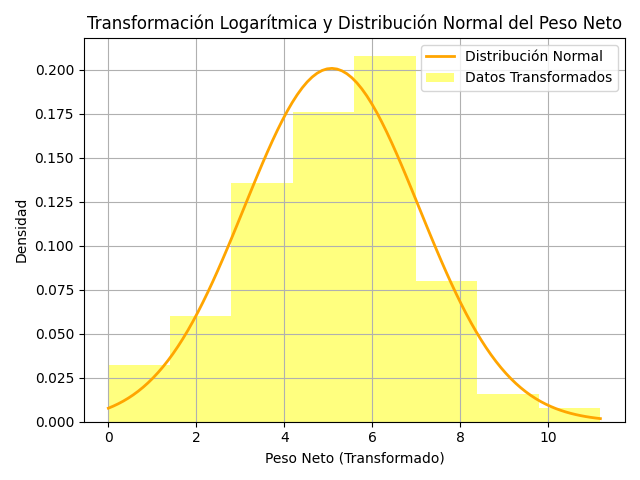 Transformación Logarítmica y Distribución Normal del Peso Neto
Distribución Normal
Datos Transformados
0.200
0.175
0.150
0.125
0.100
0.075
0.050
0.025
0.000
Densidad
0 2 4 6 8 10
Peso Neto (Transformado)